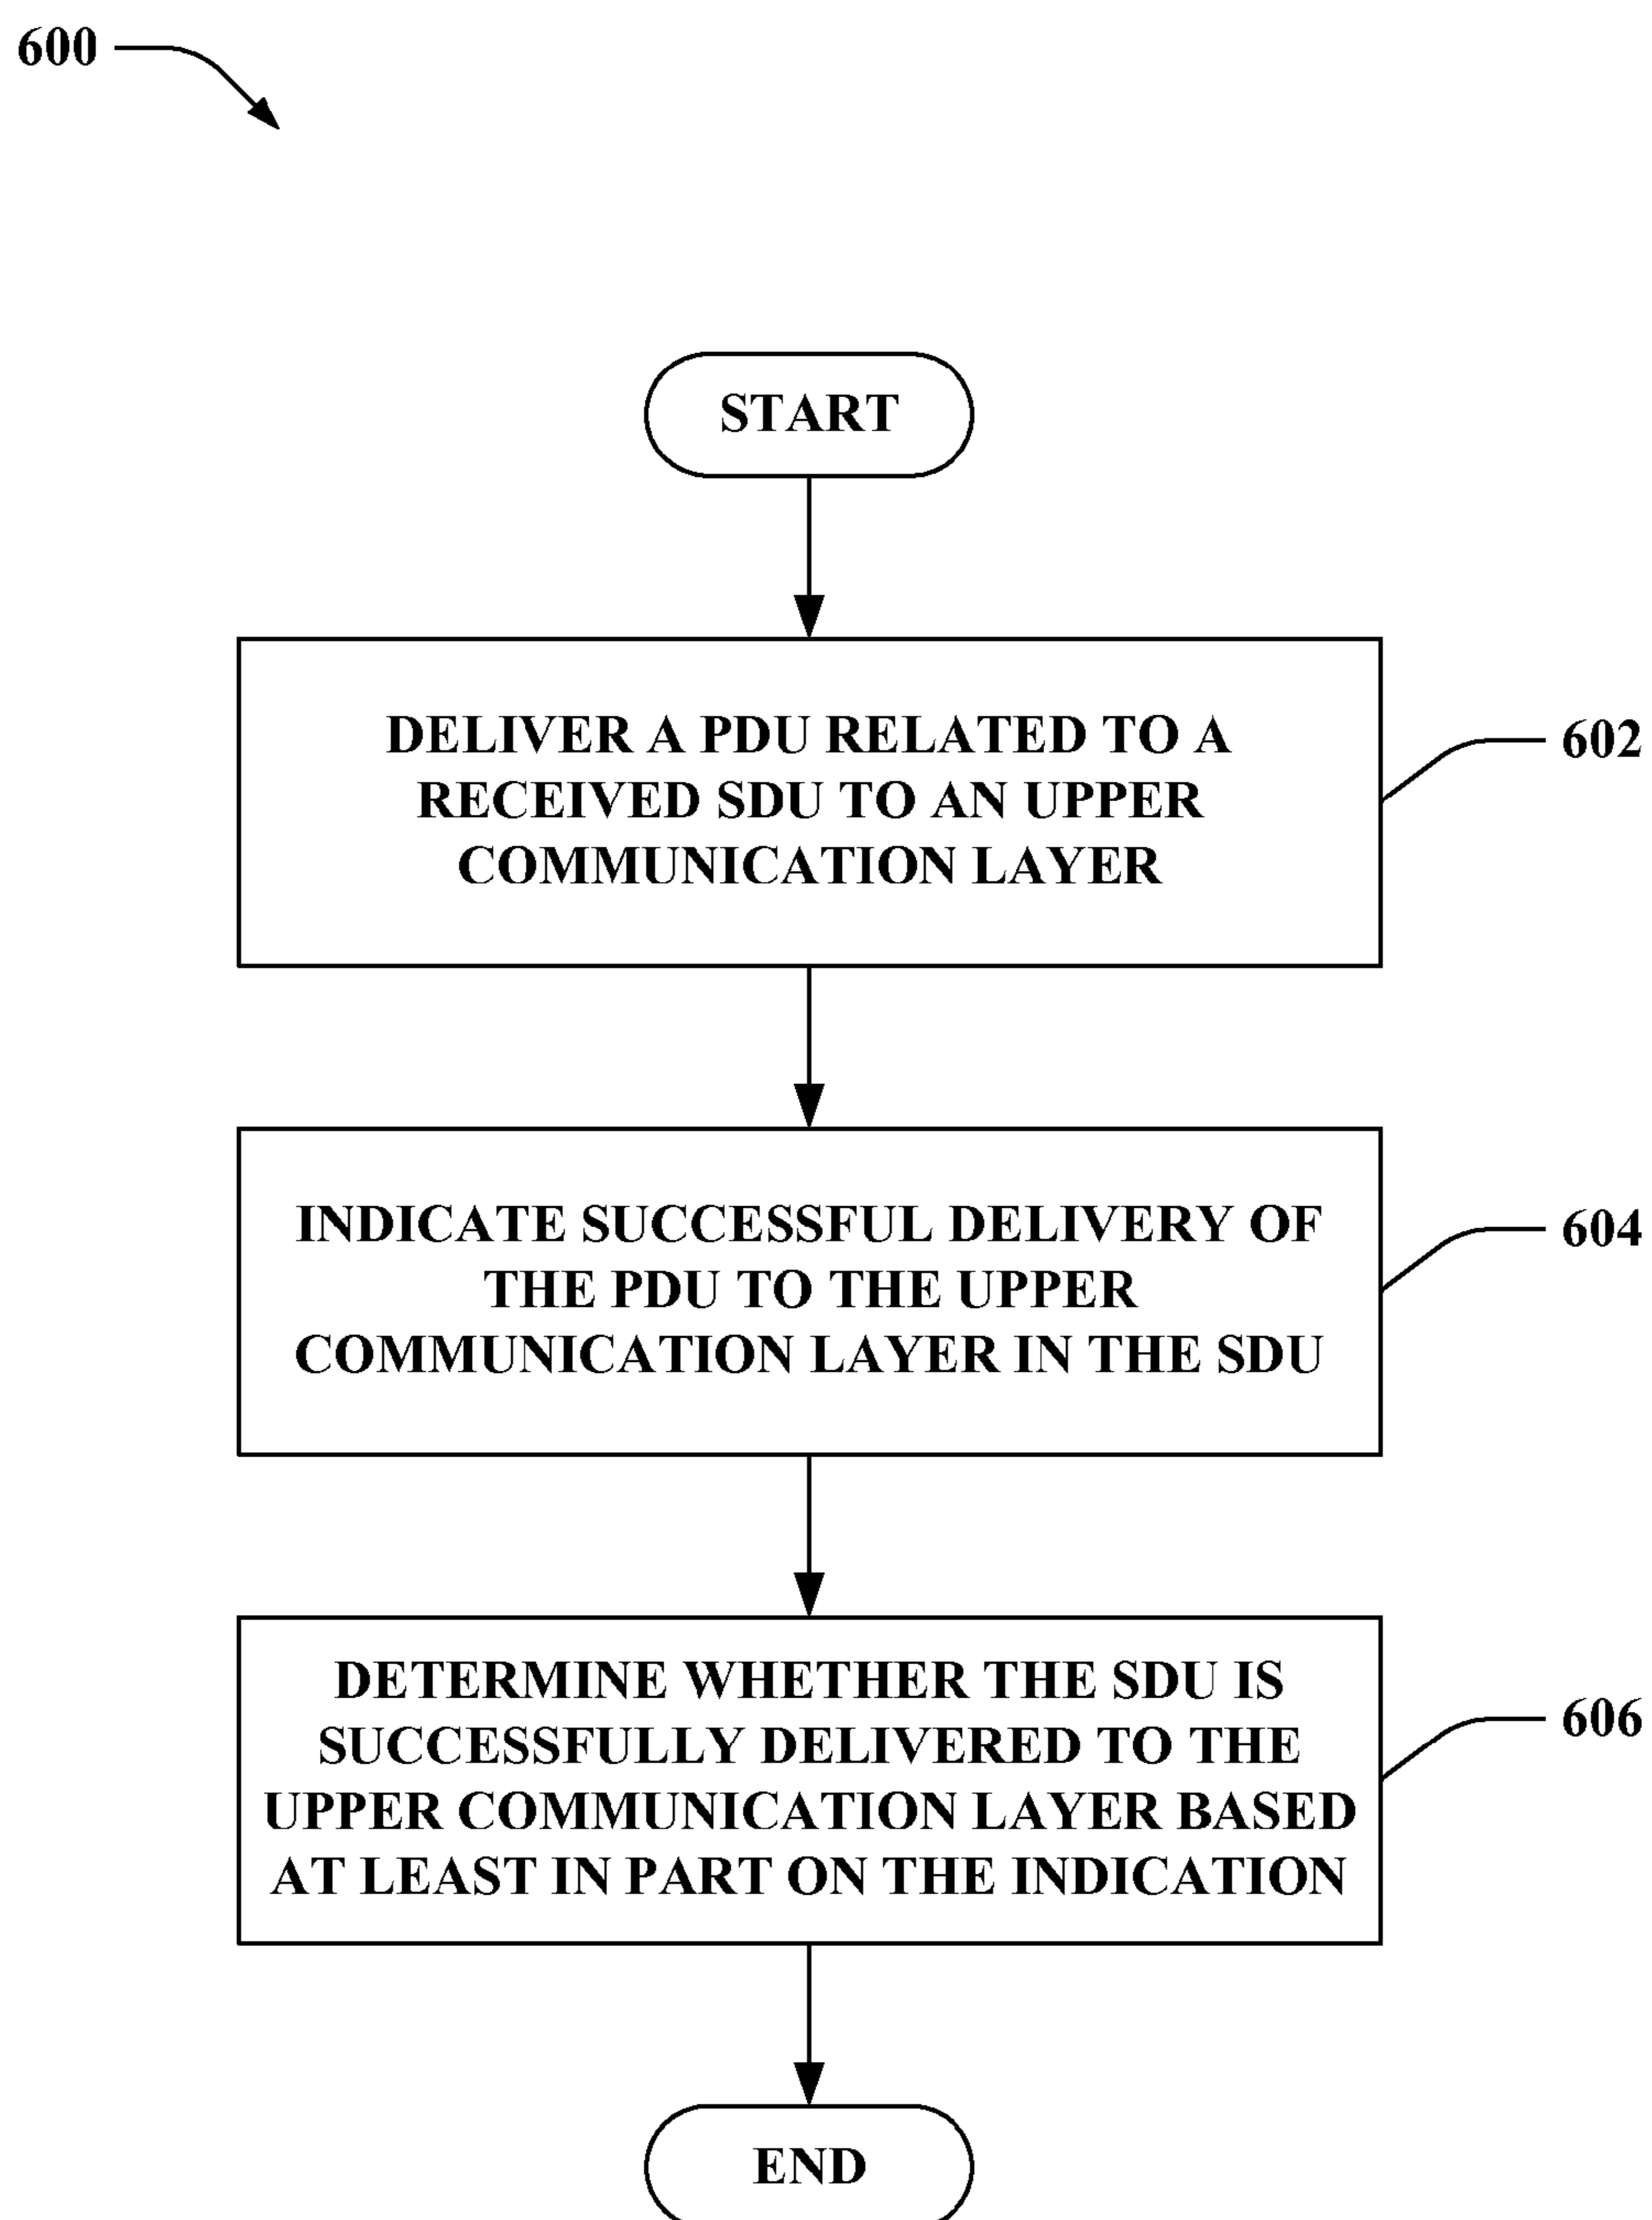 600
START
DELIVER A PDU RELATED TO A
RECEIVED SDU TO AN UPPER
COMMUNICATION LAYER
602
INDICATE SUCCESSFUL DELIVERY OF
THE PDU TO THE UPPER
COMMUNICATION LAYER IN THE SDU
604
DETERMINE WHETHER THE SDU IS
SUCCESSFULLY DELIVERED TO THE
UPPER COMMUNICATION LAYER BASED
AT LEAST IN PART ON THE INDICATION
606
END